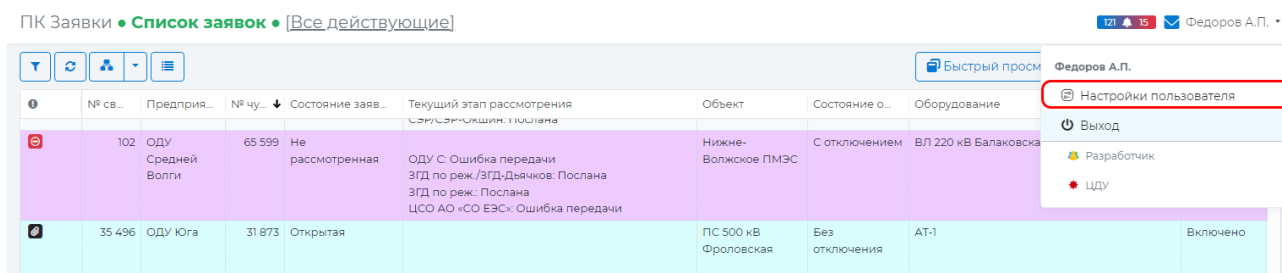 ПК Заявки ● Список заявок ● [Все действующие]
121 15 Федоров А.П.
Быстрый просм
Федоров А.П.
Настройки пользователя
Выход
Разработчик
ЦДУ
№ св... Предприя... № чу... Состояние заяв... Текущий этап рассмотрения Объект Состояние о... Оборудование
СЭР/СЭР-Окшин: Послана
102 ОДУ Средней Волги 65 599 Не рассмотренная
ОДУ С: Ошибка передачи
ЗГД по реж./ЗГД-Дьячков: Послана
ЗГД по реж.: Послана
ЦСО АО «СО ЕЭС»: Ошибка передачи
Нижне-Волжское ПМЭС
С отключением ВЛ 220 кВ Балаковска
35 496 ОДУ Юга 31 873 Открытая
ПС 500 кВ Фроловская
Без отключения
АТ-1 Включено